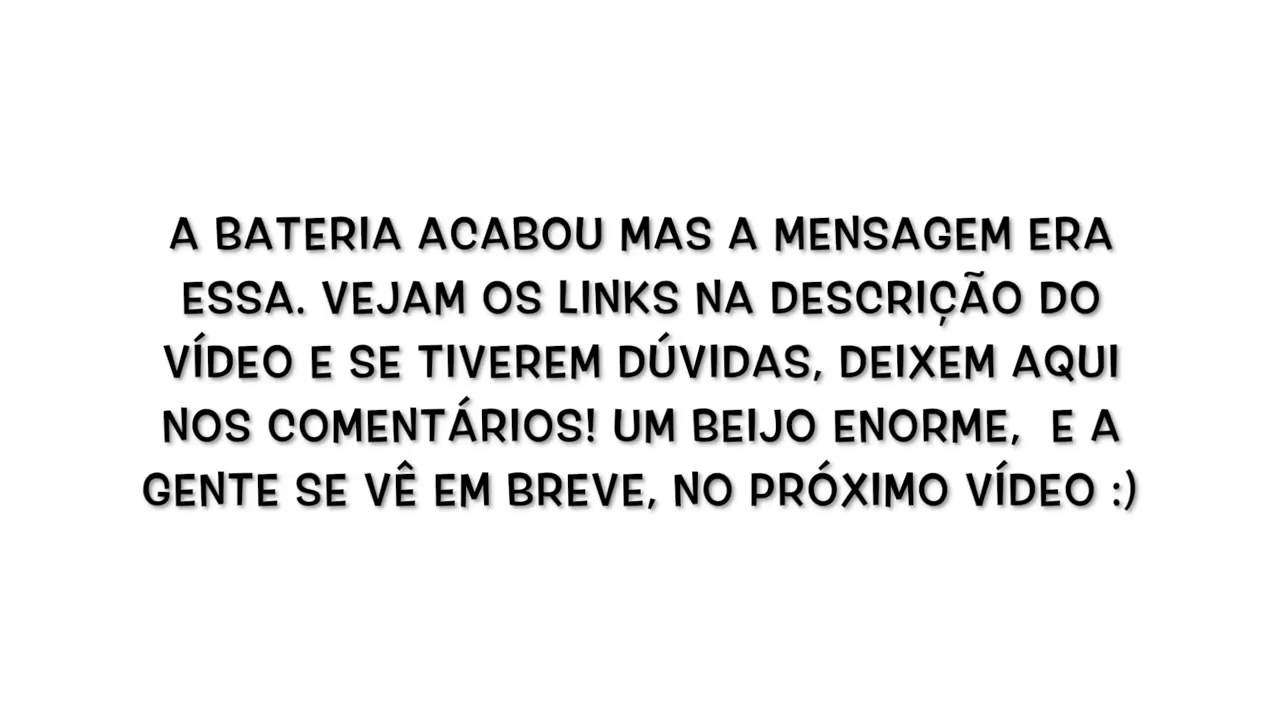 A BATERIA ACABOU MAS A MENSAGEM ERA
ESSA. VEJAM OS LINKS NA DESCRIÇÃO DO
VÍDEO E SE TIVEREM DÚVIDAS, DEIXEM AQUI
NOS COMENTÁRIOS! UM BEIJO ENORME,  E A
GENTE SE VÊ EM BREVE, NO PRÓXIMO VÍDEO :)